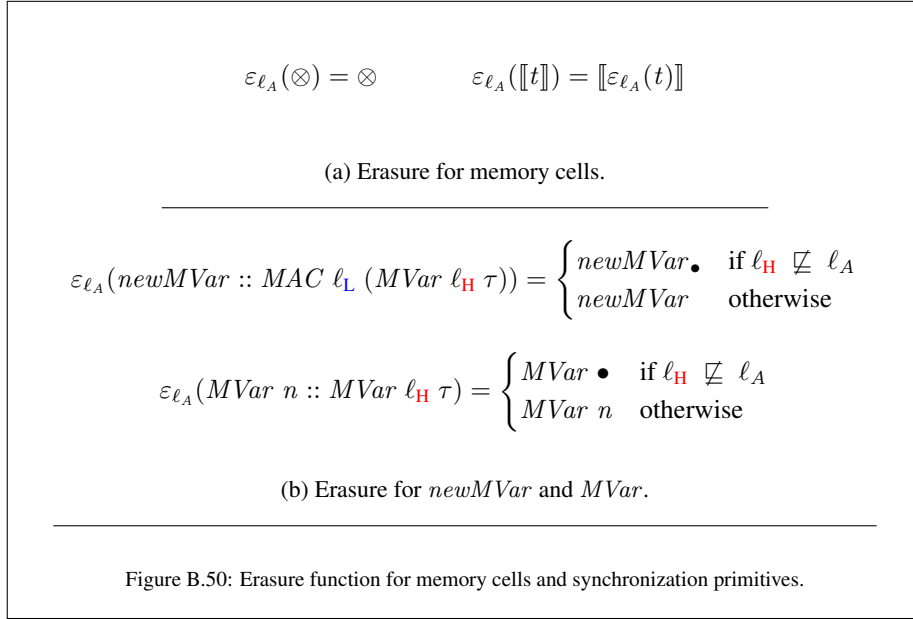 ε_{ℓ_A}(⊗) = ⊗ ε_{ℓ_A}(⟦t⟧) = ⟦ε_{ℓ_A}(t)⟧
(a) Erasure for memory cells.
ε_{ℓ_A}(newMVar :: MAC ℓ_L (MVar ℓ_H τ)) = { newMVar_• if ℓ_H ⋢ ℓ_A
newMVar otherwise
ε_{ℓ_A}(MVar n :: MVar ℓ_H τ) = { MVar • if ℓ_H ⋢ ℓ_A
MVar n otherwise
(b) Erasure for newMVar and MVar.
Figure B.50: Erasure function for memory cells and synchronization primitives.